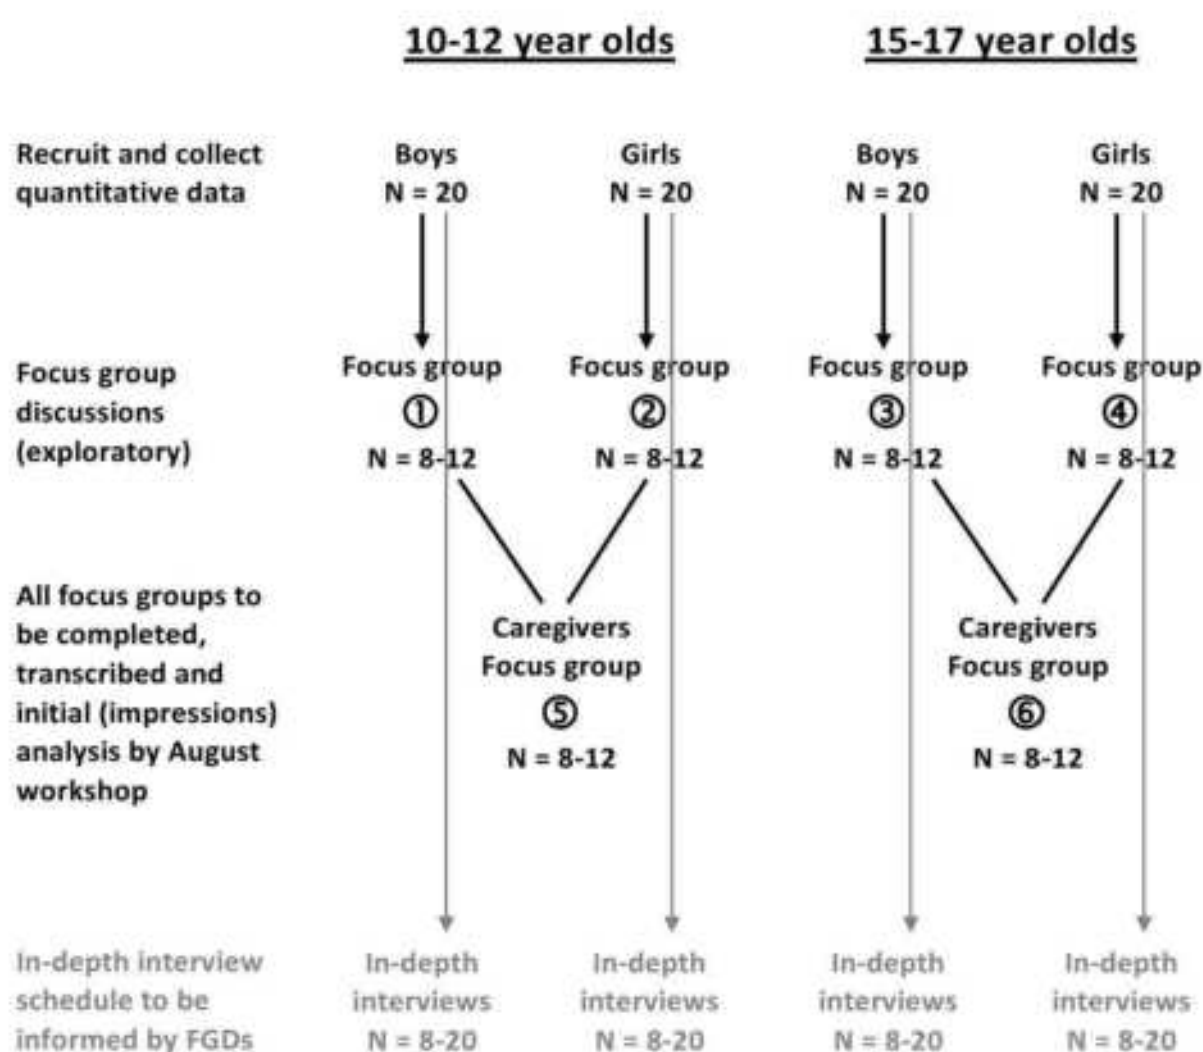 10-12 year olds
15-17 year olds
Recruit and collect
quantitative data
Boys
N = 20
Girls
N = 20
Boys
N = 20
Girls
N = 20
Focus group
discussions
(exploratory)
Focus group
①
N = 8-12
Focus group
②
N = 8-12
Focus group
③
N = 8-12
Focus group
④
N = 8-12
All focus groups to
be completed,
transcribed and
initial (impressions)
analysis by August
workshop
Caregivers
Focus group
⑤
N = 8-12
Caregivers
Focus group
⑥
N = 8-12
In-depth interview
schedule to be
informed by FGDs
In-depth
interviews
N = 8-20
In-depth
interviews
N = 8-20
In-depth
interviews
N = 8-20
In-depth
interviews
N = 8-20